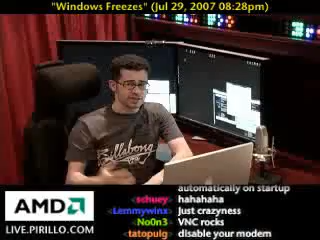 "Windows Freezes" (Jul 29, 2007 08:28pm)
Billabong
automatically on startup
<schuey> hahahaha
<Lemmywinx> Just crazyness
<No0n3> VNC rocks
<tatopulg> disable your modem
AMD
LIVE.PIRILLO.COM